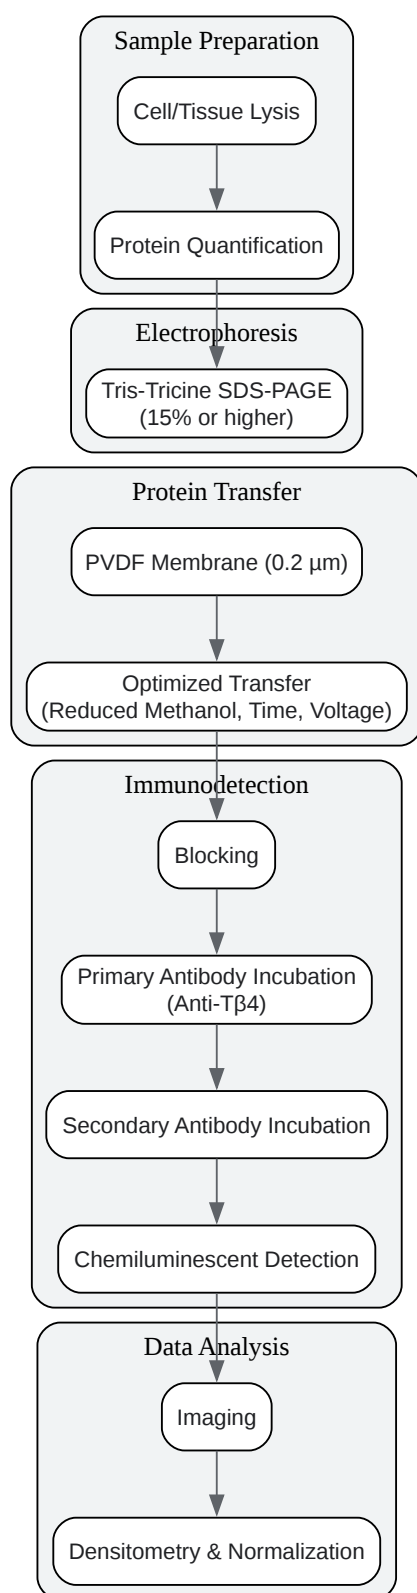 Sample Preparation
Cell/Tissue Lysis
Protein Quantification
Electrophoresis
Tris-Tricine SDS-PAGE
(15% or higher)
Protein Transfer
PVDF Membrane (0.2 µm)
Optimized Transfer
(Reduced Methanol, Time, Voltage)
Immunodetection
Blocking
Primary Antibody Incubation
(Anti-Tβ4)
Secondary Antibody Incubation
Chemiluminescent Detection
Data Analysis
Imaging
Densitometry & Normalization